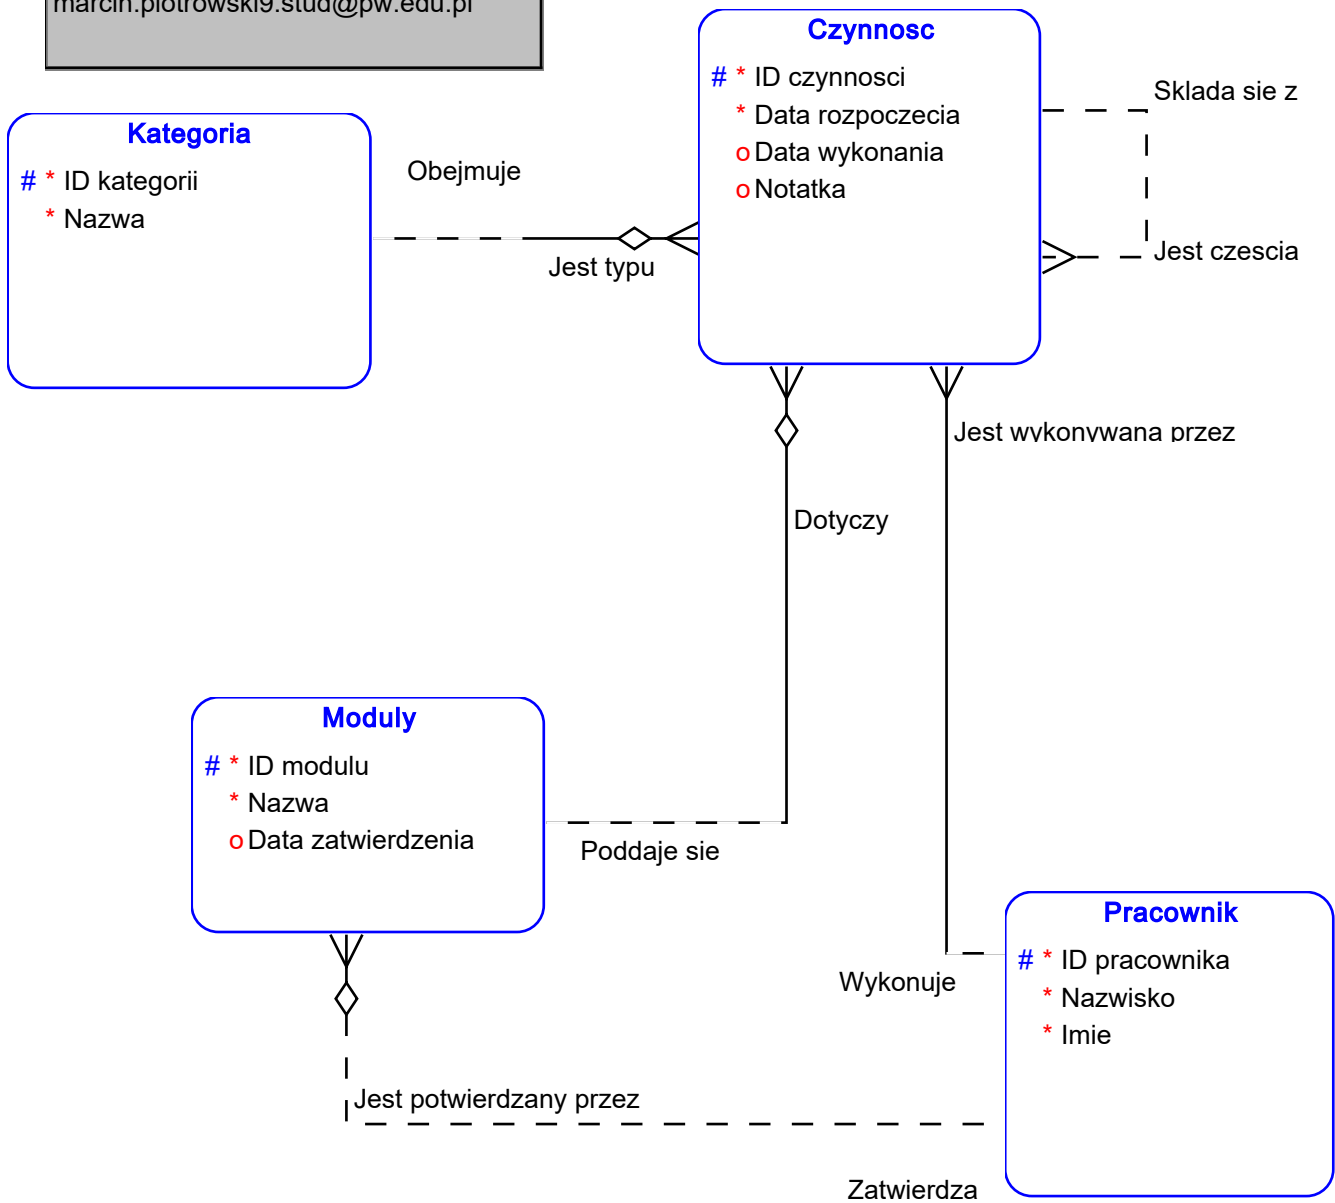 marcin.piotrowski9.stud@pw.edu.pl
Czynnosc
# * ID czynnosci
* Data rozpoczecia
o Data wykonania
o Notatka
Sklada sie z
Jest czescia
Kategoria
# * ID kategorii
* Nazwa
Obejmuje
Jest typu
Jest wykonywana przez
Dotyczy
Moduly
# * ID modulu
* Nazwa
o Data zatwierdzenia
Poddaje sie
Pracownik
# * ID pracownika
* Nazwisko
* Imie
Wykonuje
Jest potwierdzany przez
Zatwierdza